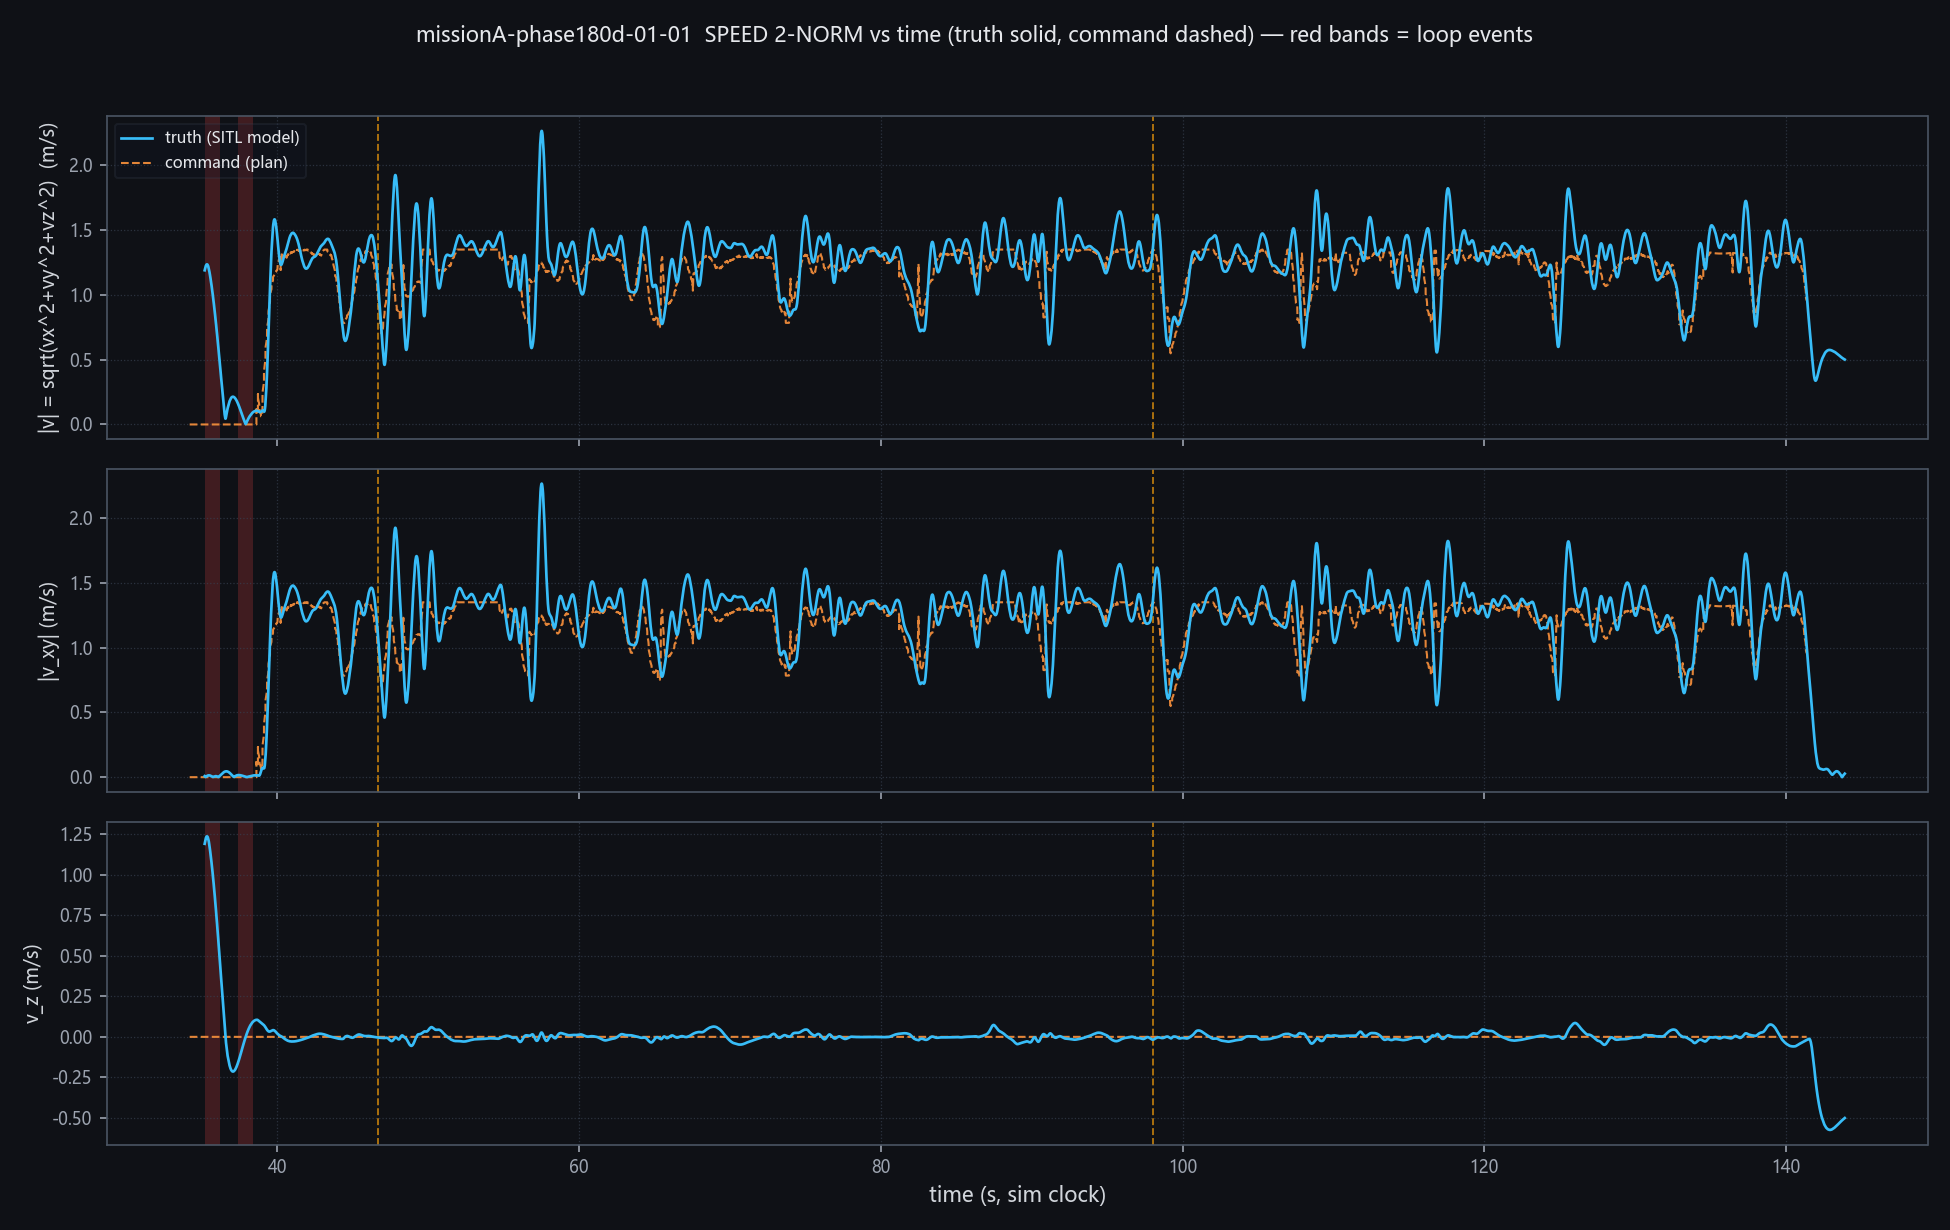 missionA-phase180d-01-01  SPEED 2-NORM vs time (truth solid, command dashed) — red bands = loop events
|v| = sqrt(vx^2+vy^2+vz^2) (m/s)
truth (SITL model)
command (plan)
2.0
1.5
1.0
0.5
0.0
|v_xy| (m/s)
2.0
1.5
1.0
0.5
0.0
v_z (m/s)
1.25
1.00
0.75
0.50
0.25
0.00
-0.25
-0.50
40 60 80 100 120 140
time (s, sim clock)